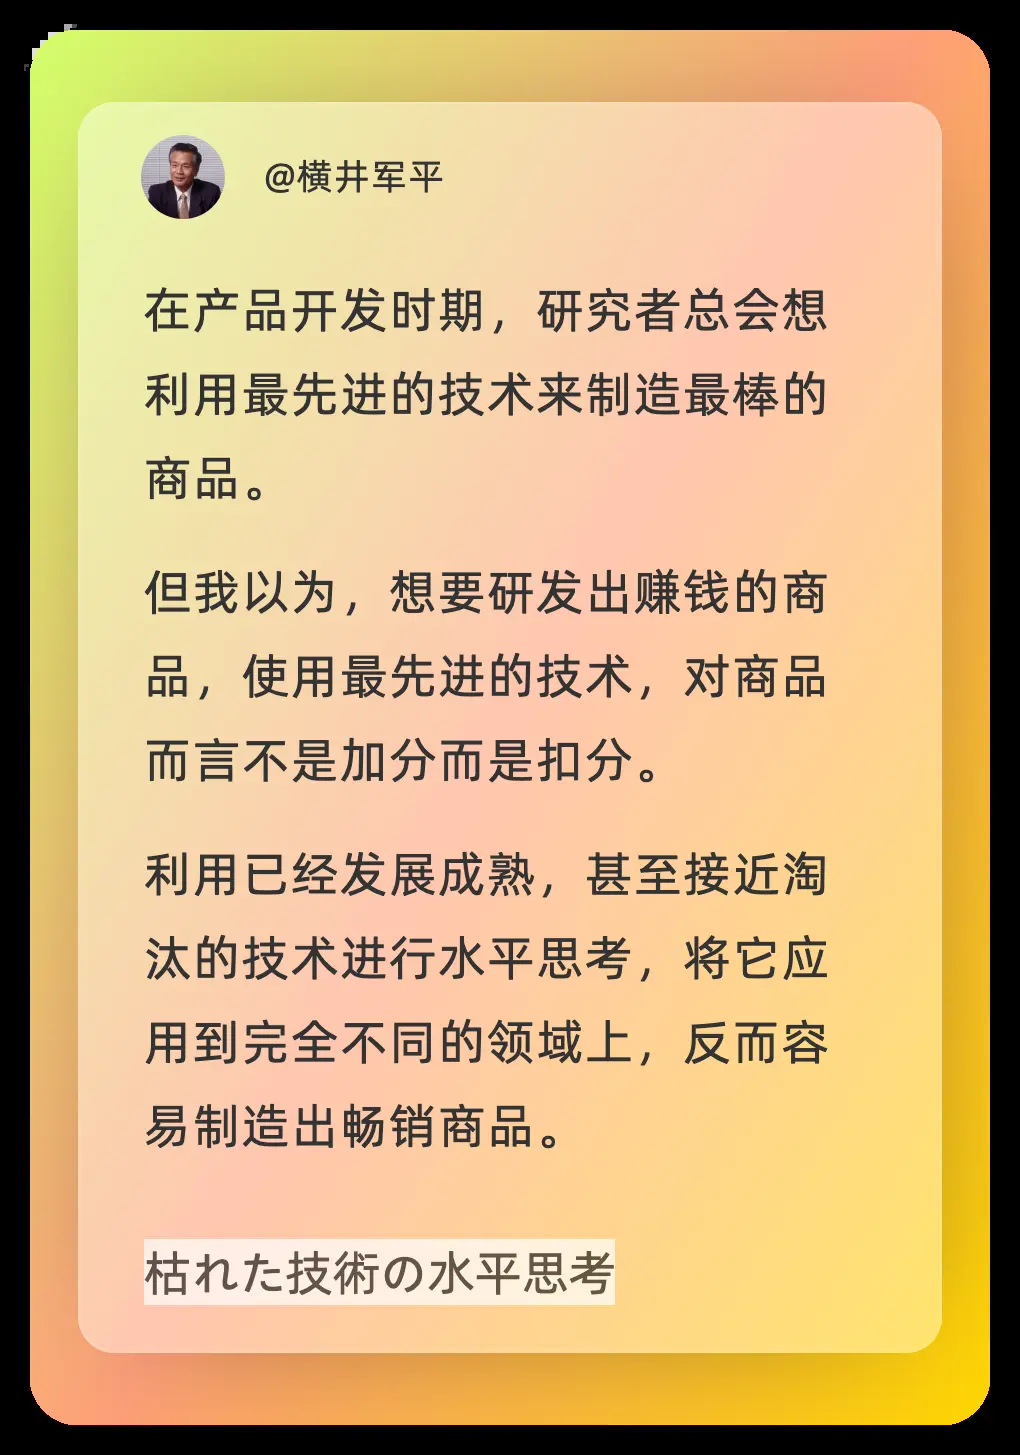 @横井军平
在产品开发时期，研究者总会想
利用最先进的技术来制造最棒的
商品。
但我以为，想要研发出赚钱的商
品，使用最先进的技术，对商品
而言不是加分而是扣分。
利用已经发展成熟，甚至接近淘
汰的技术进行水平思考，将它应
用到完全不同的领域上，反而容
易制造出畅销商品。
枯れた技術の水平思考